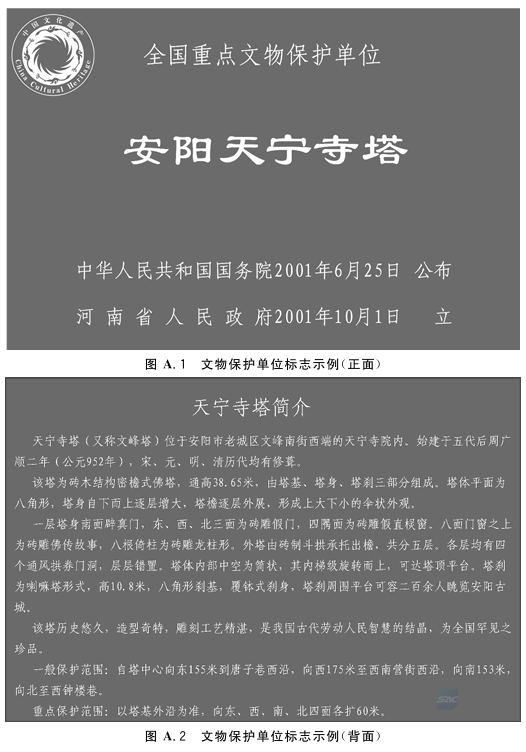 中国文化遗产
China Cultural Heritage
全国重点文物保护单位
安阳天宁寺塔
中华人民共和国国务院2001年6月25日 公布
河南省人民政府2001年10月1日 立
图 A.1 文物保护单位标志示例(正面)
天宁寺塔简介
天宁寺塔(又称文峰塔)位于安阳市老城区文峰南街西端的天宁寺院内。始建于五代后周广
顺二年(公元952年),宋、元、明、清历代均有修葺。
该塔为砖木结构密檐式佛塔,通高38.65米,由塔基、塔身、塔刹三部分组成。塔体平面为
八角形,塔身自下而上逐层增大,塔檐逐层外展,形成上大下小的伞状外观。
一层塔身南面辟真门,东、西、北三面为砖雕假门,四隅面为砖雕假直棂窗。八面门窗之上
为砖雕佛传故事,八根倚柱为砖雕龙柱形。外塔由砖制斗拱承托出檐,共分五层。各层均有四
个通风拱券门洞,层层错置。塔体内部中空为筒状,其内梯级旋转而上,可达塔顶平台。塔刹
为喇嘛塔形式,高10.8米,八角形刹基,覆钵式刹身,塔刹周围平台可容二百余人眺览安阳古
城。
该塔历史悠久,造型奇特,雕刻工艺精湛,是我国古代劳动人民智慧的结晶,为全国罕见之
珍品。
一般保护范围:自塔中心向东155米到唐子巷西沿,向西175米至西南营街西沿,向南153米,
向北至西钟楼巷。
重点保护范围:以塔基外沿为准,向东、西、南、北四面各扩60米。
SAC
图 A.2 文物保护单位标志示例(背面)